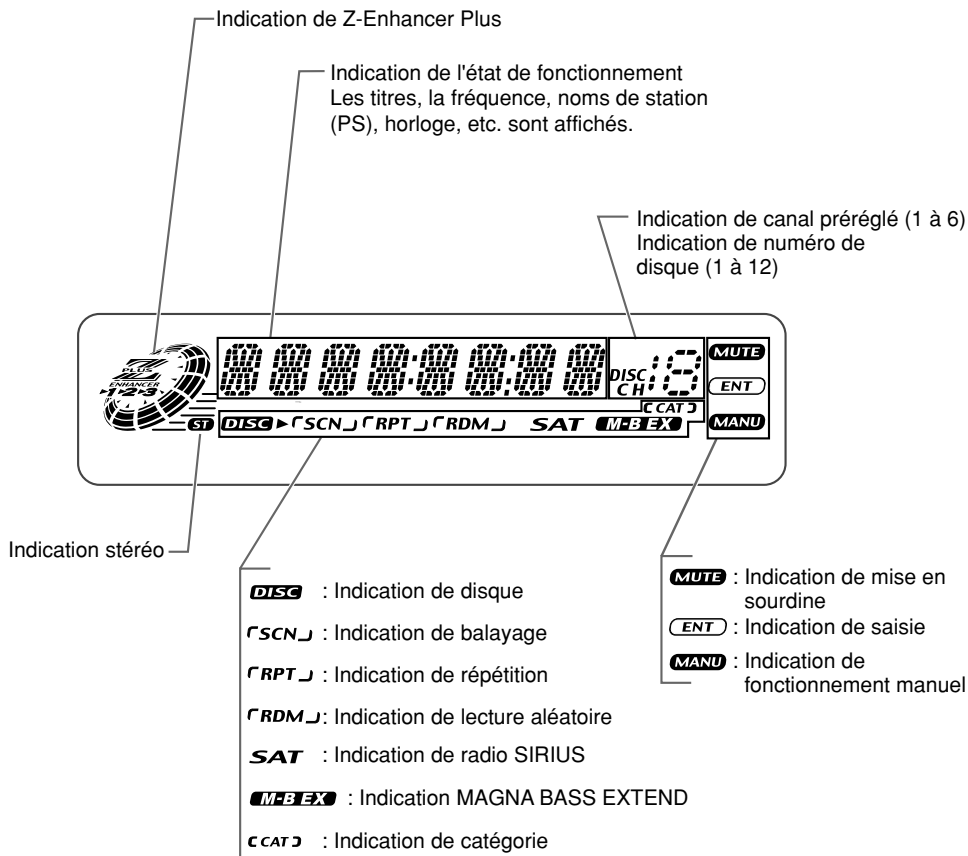 Indication de Z-Enhancer Plus
Indication de l'état de fonctionnement
Les titres, la fréquence, noms de station
(PS), horloge, etc. sont affichés.
Indication de canal préréglé (1 à 6)
Indication de numéro de
disque (1 à 12)
Z
PLUS
ENHANCER
1 2 3
ST
DISC
CH
MUTE
ENT
MANU
CAT
DISC SCN RPT RDM SAT M-B EX
Indication stéréo
DISC : Indication de disque
SCN : Indication de balayage
RPT : Indication de répétition
RDM : Indication de lecture aléatoire
SAT : Indication de radio SIRIUS
M-B EX : Indication MAGNA BASS EXTEND
CAT : Indication de catégorie
MUTE : Indication de mise en
sourdine
ENT : Indication de saisie
MANU : Indication de
fonctionnement manuel